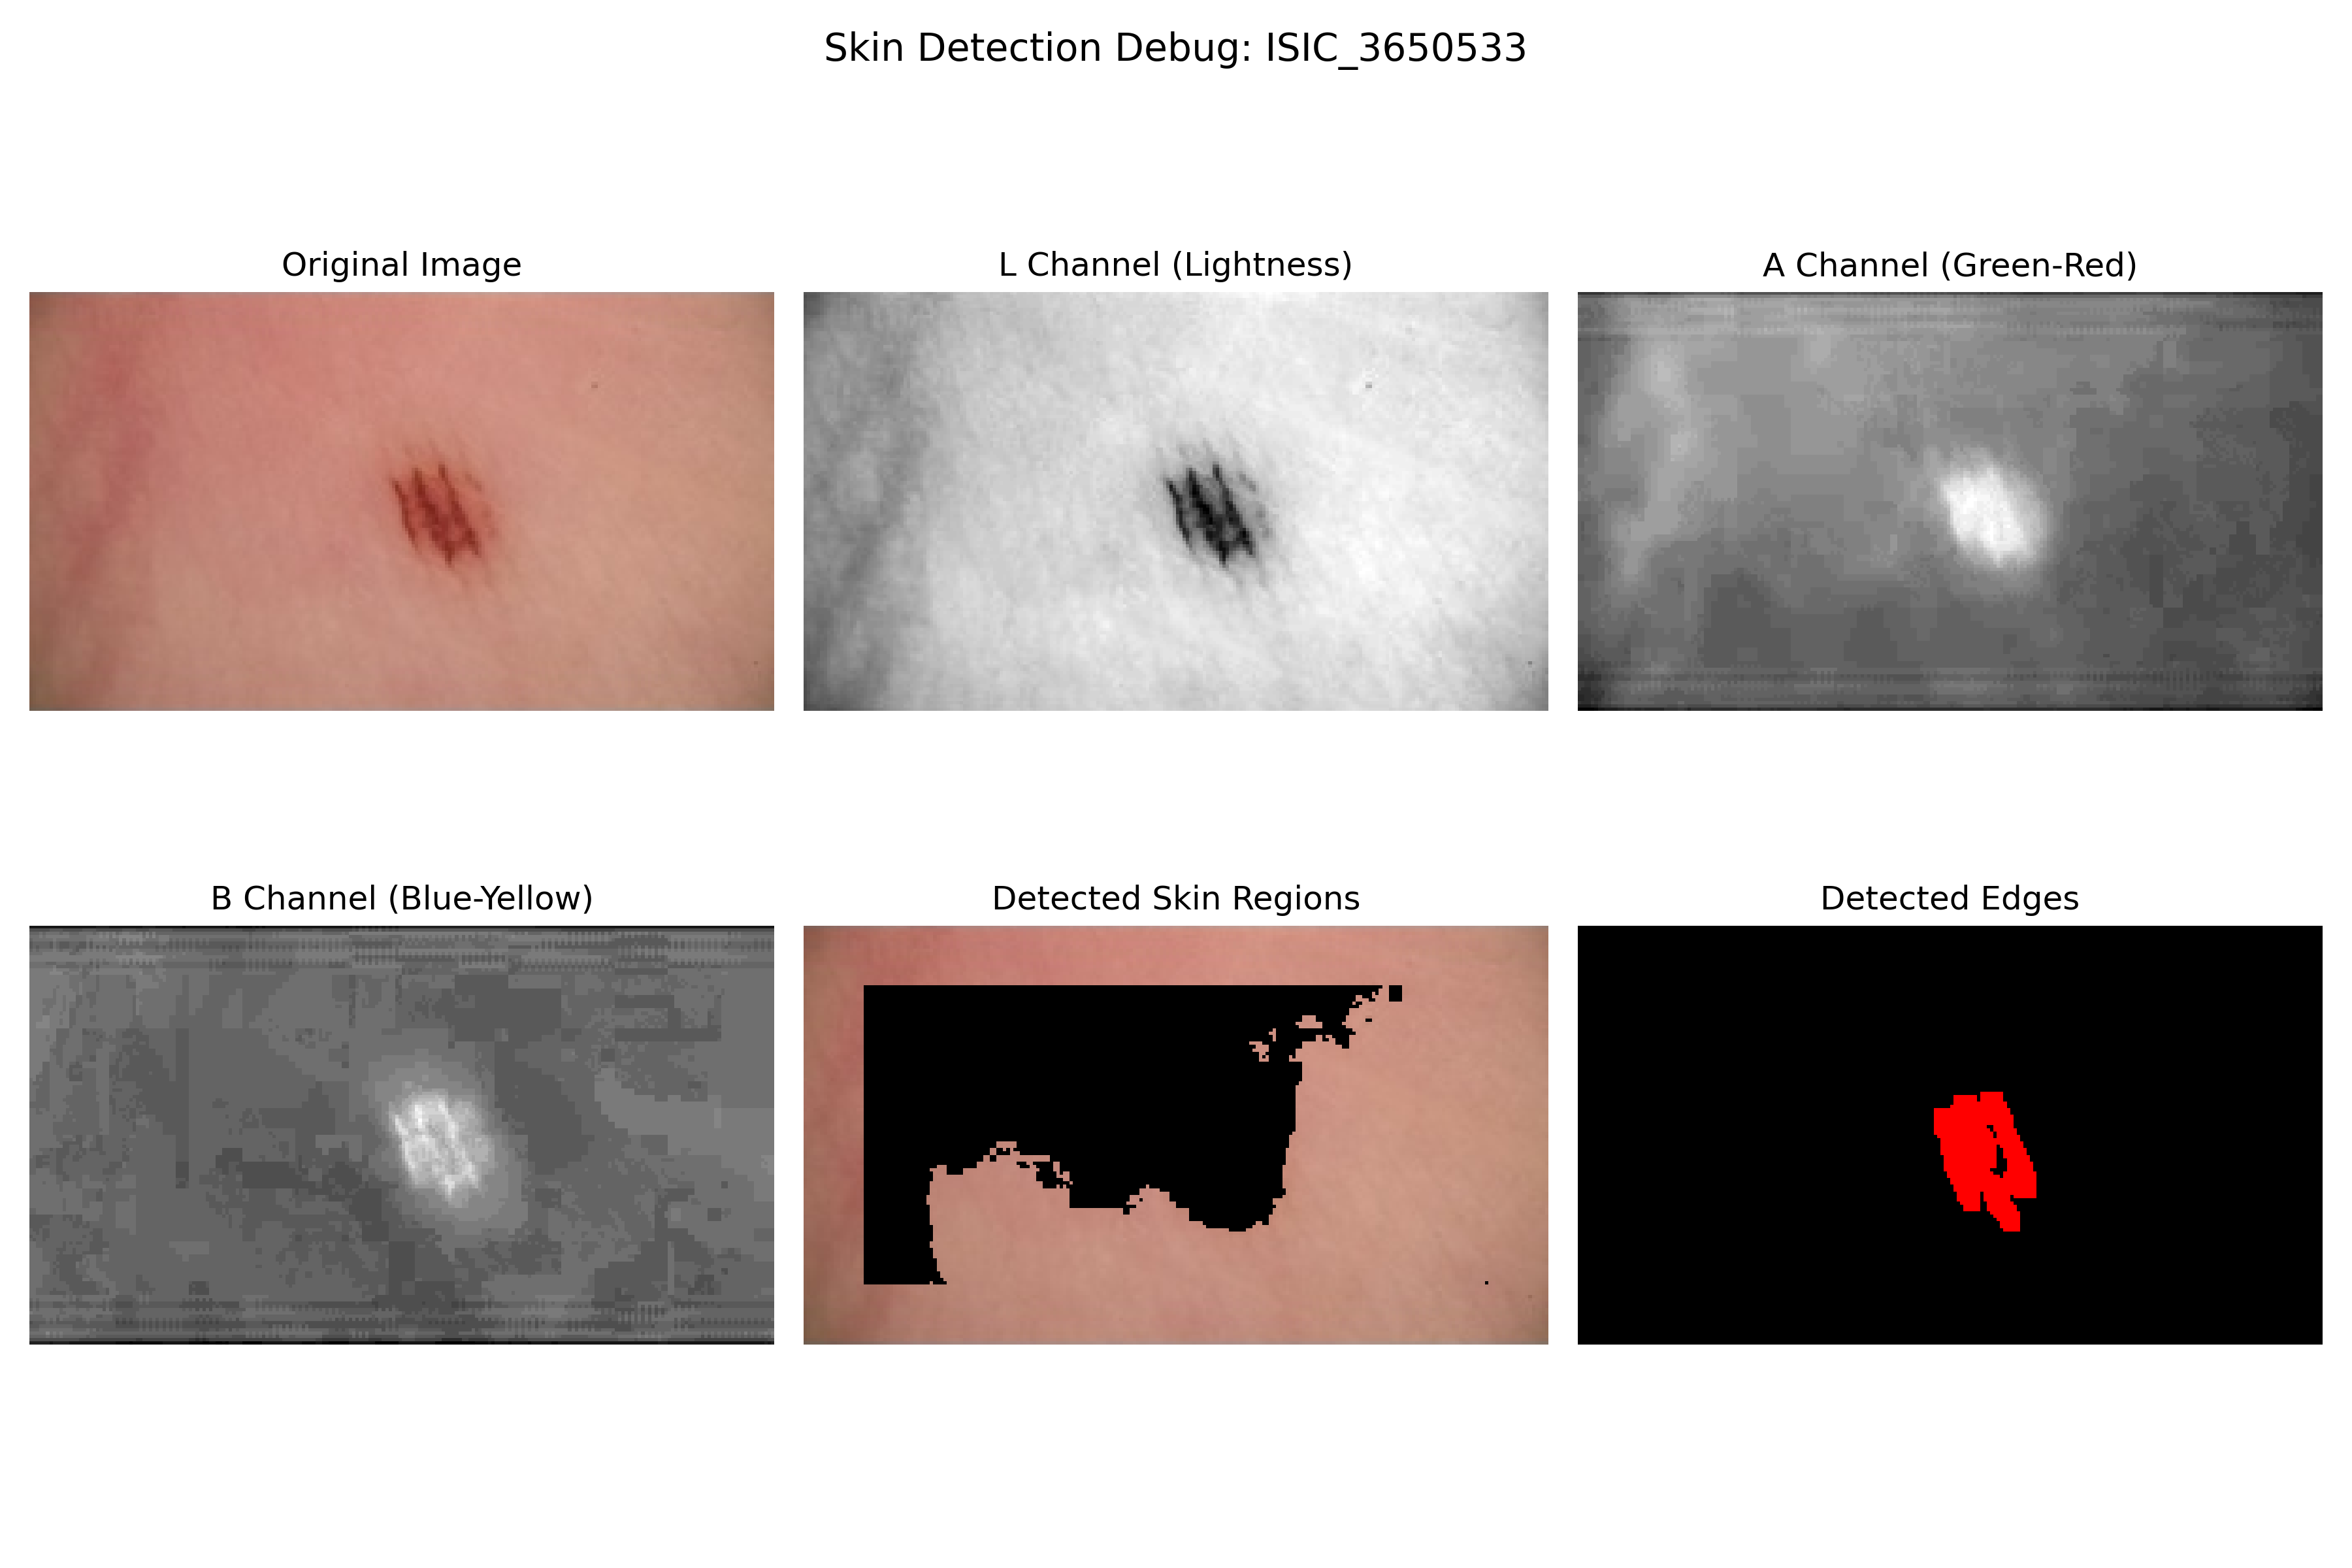 Skin Detection Debug: ISIC_3650533
Original Image
L Channel (Lightness)
A Channel (Green-Red)
B Channel (Blue-Yellow)
Detected Skin Regions
Detected Edges